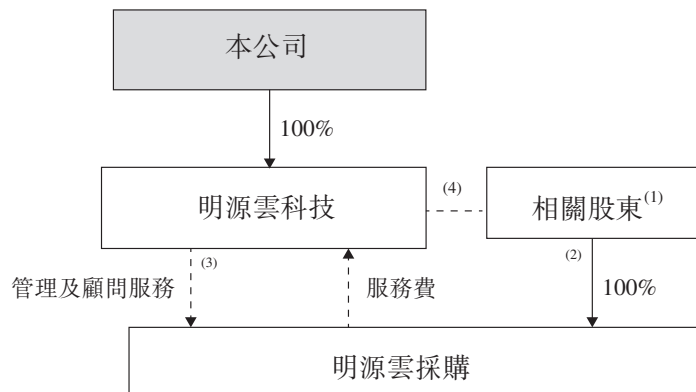 本公司
100%
明源雲科技
(4)
相關股東(1)
管理及顧問服務
(3)
服務費
(2)
100%
明源雲採購